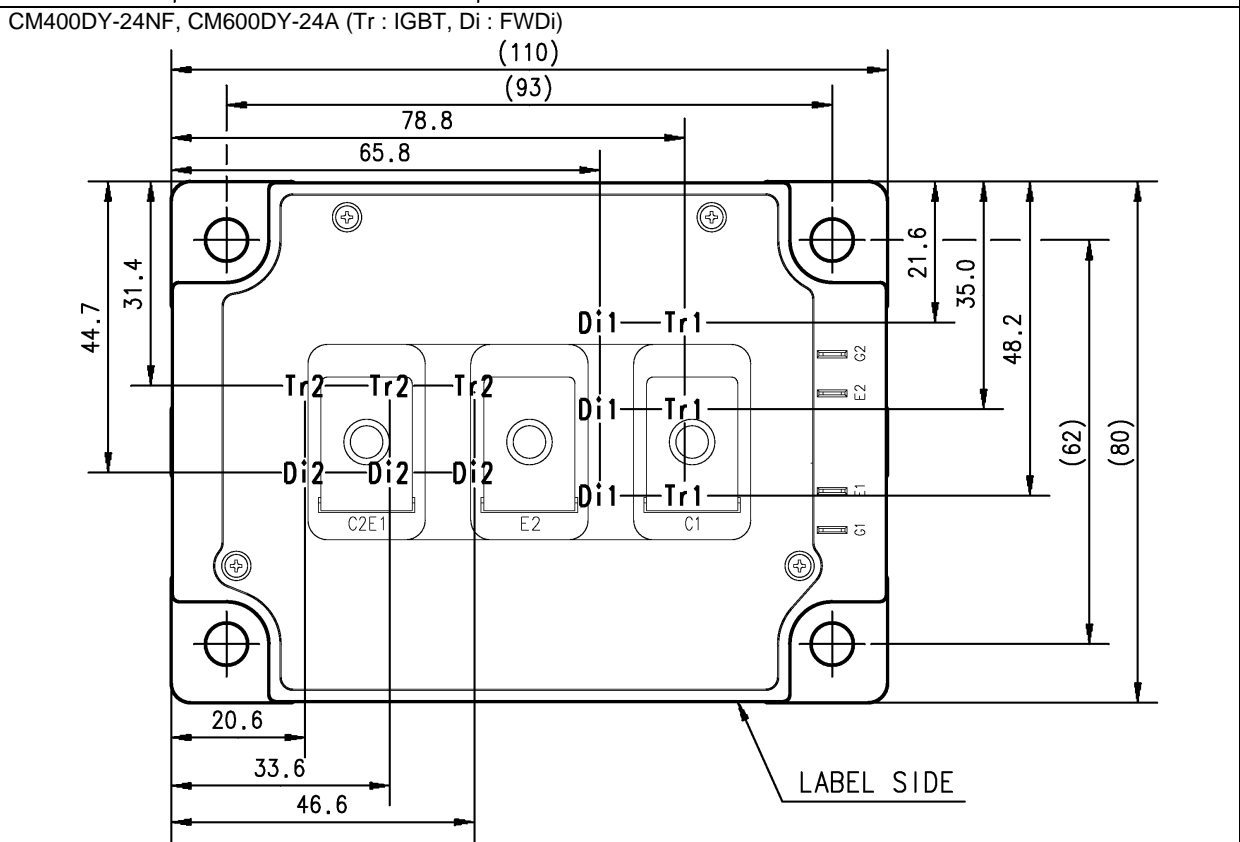 CM400DY-24NF, CM600DY-24A (Tr : IGBT, Di : FWDi)
(110)
(93)
78.8
65.8
44.7
31.4
21.6
35.0
48.2
(62)
(80)
Di1 Tr1
G2
Tr2 Tr2 Tr2
E2
Di1 Tr1
Di2 Di2 Di2
Di1 Tr1
E1
C2E1 E2 C1
G1
20.6
33.6
46.6
LABEL SIDE